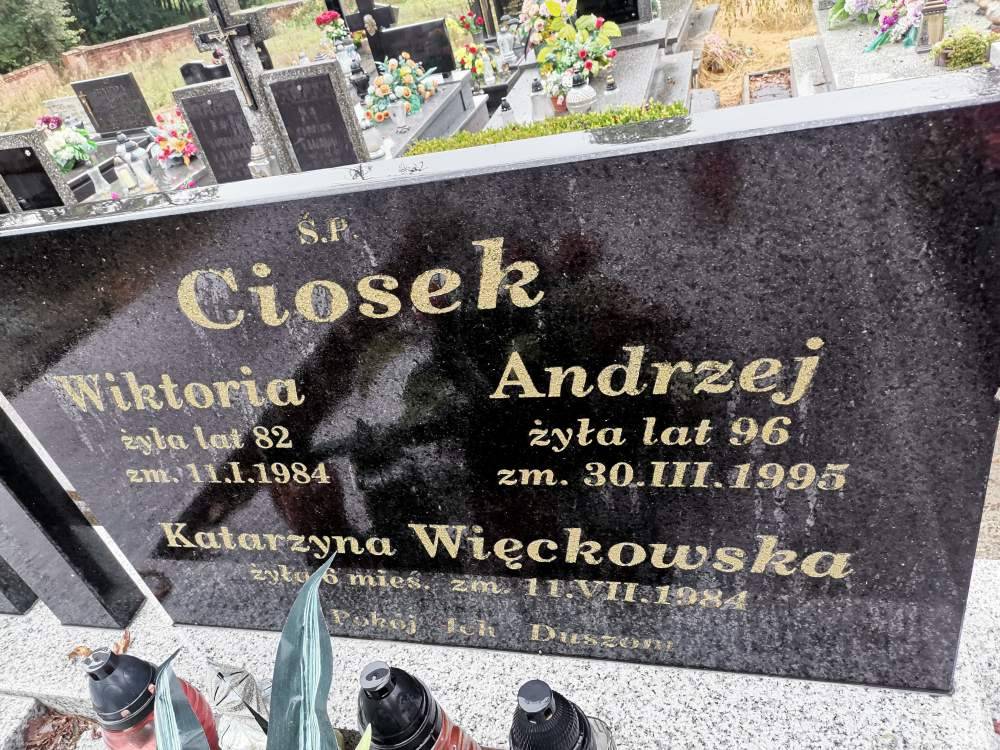 Ś.P.
Ciosek
Wiktoria
żyła lat 82
zm. 11.I.1984
Andrzej
żyła lat 96
zm. 30.III.1995
Katarzyna Więckowska
żyła 6 mieś. zm. 11.VII.1984
Pokój Ich Duszom